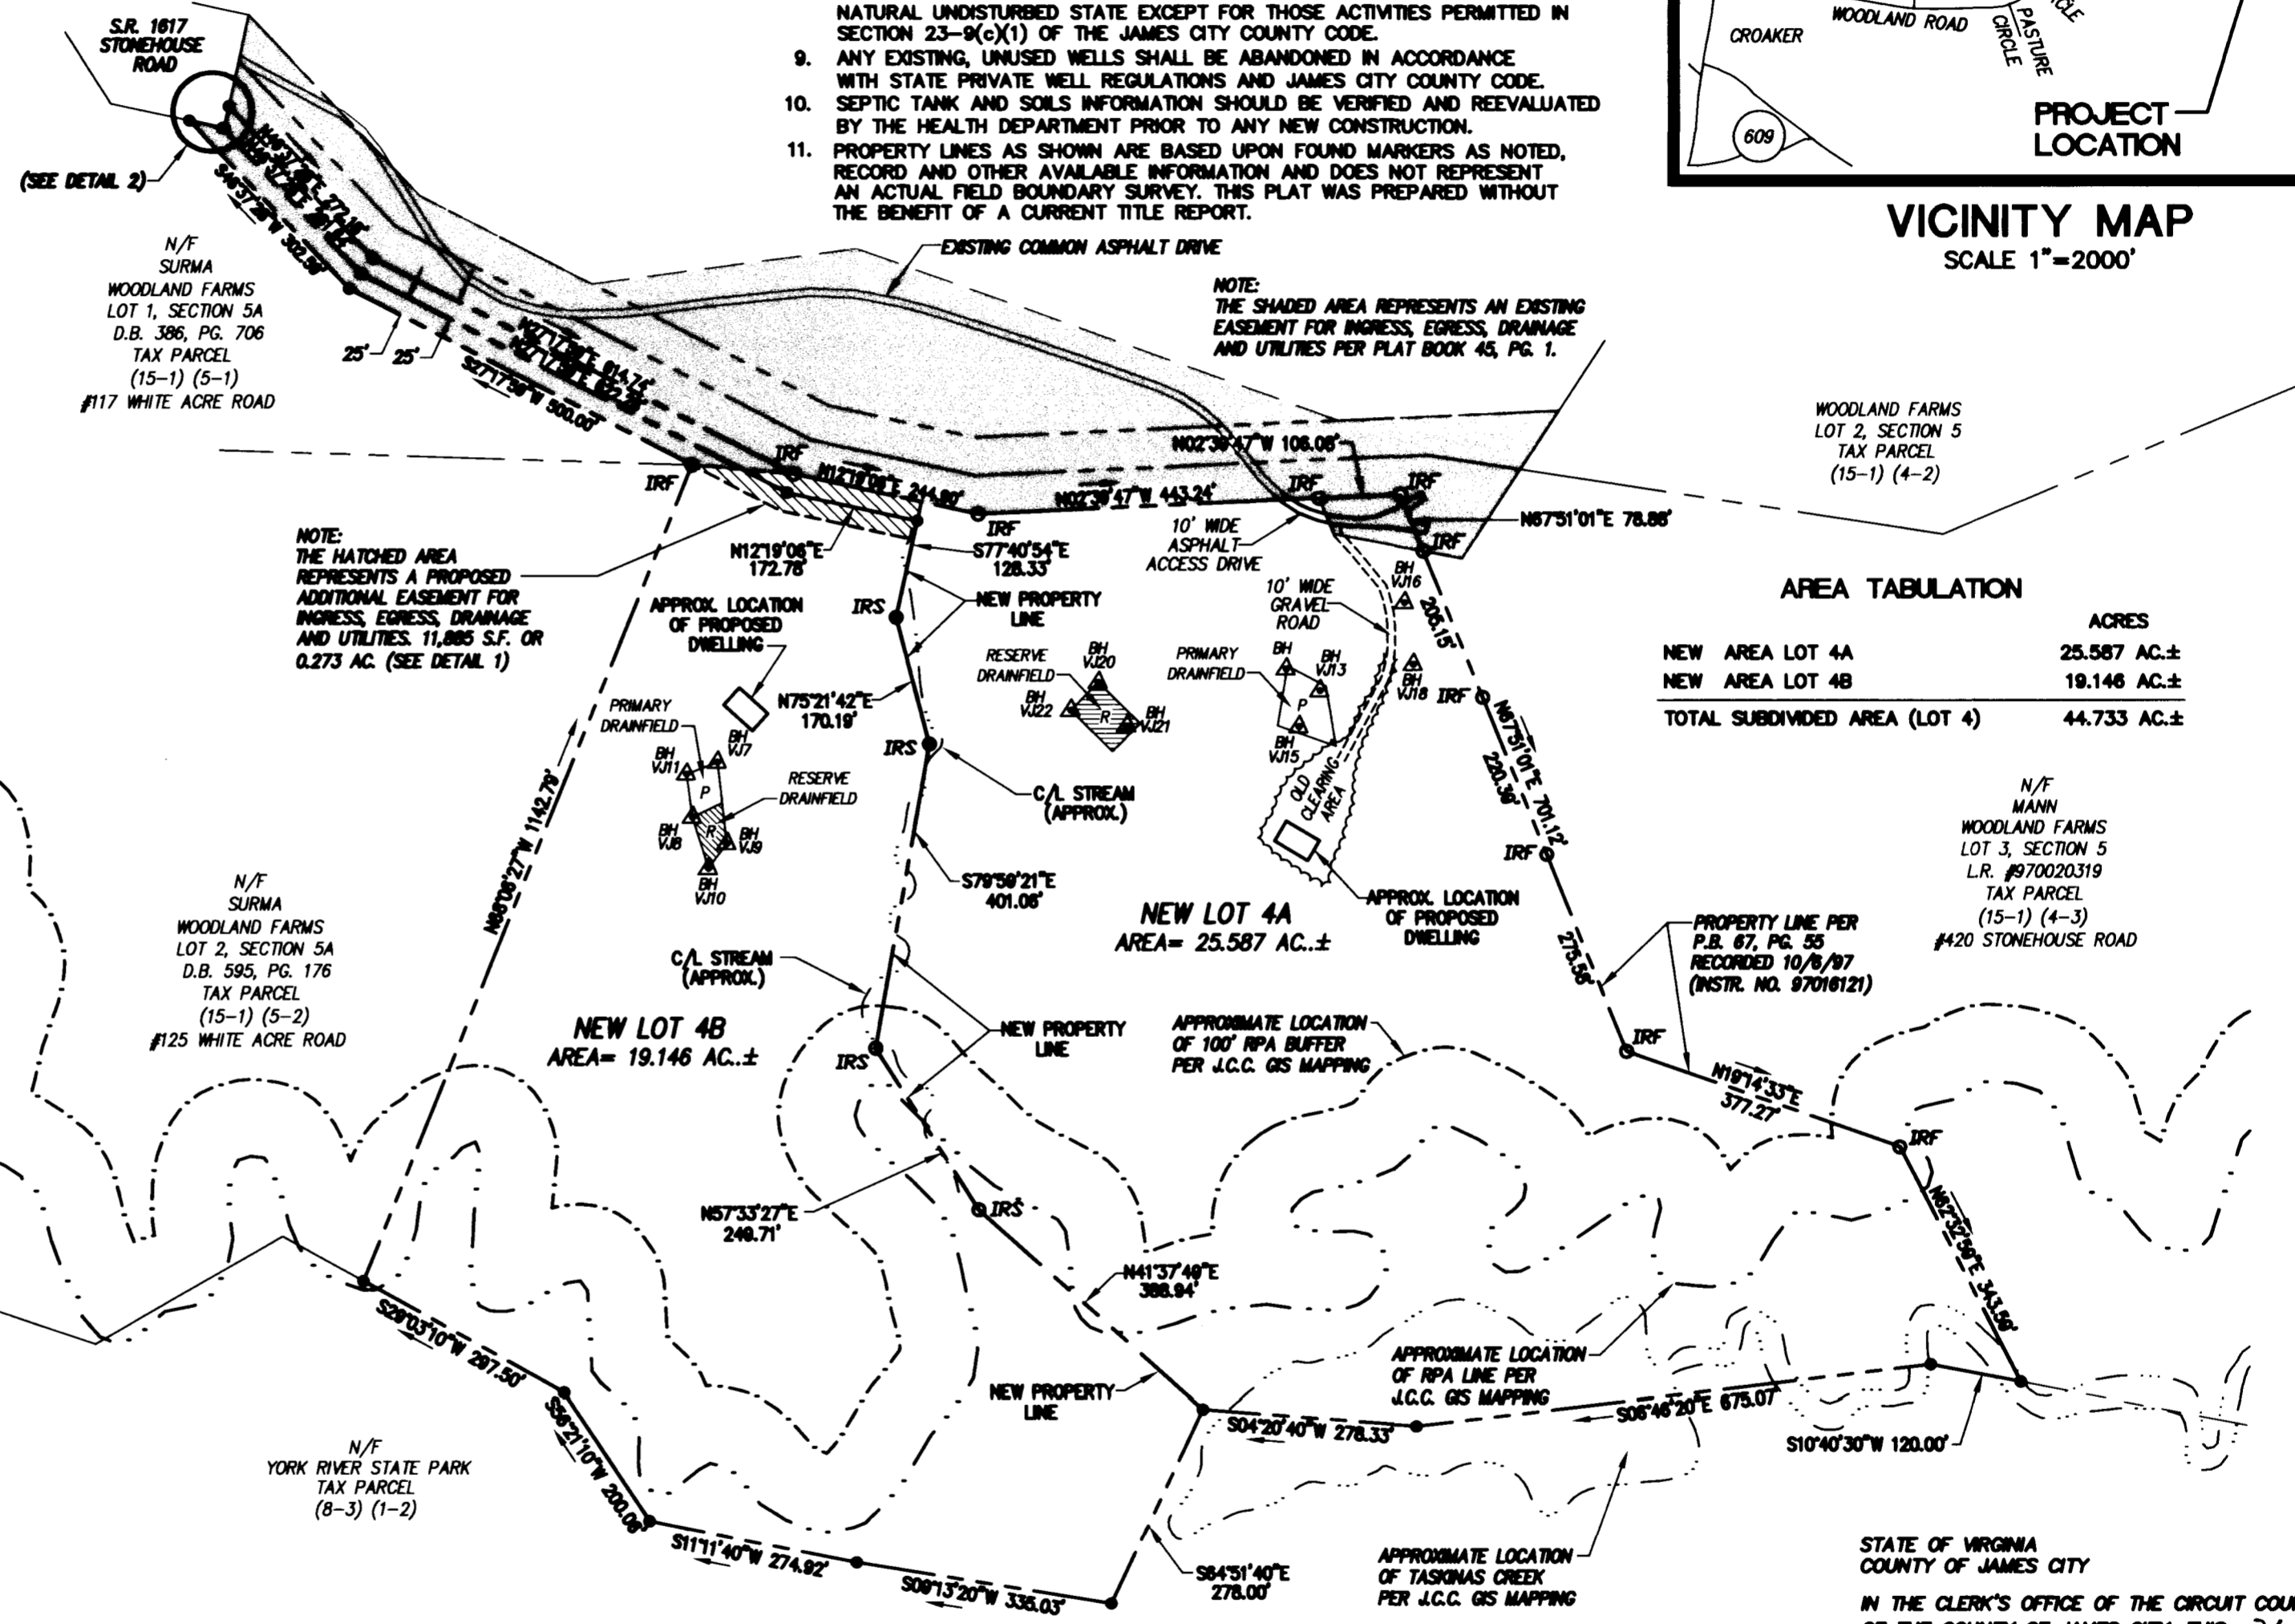 NATURAL UNDISTURBED STATE EXCEPT FOR THOSE ACTIVITIES PERMITTED IN
SECTION 23-9(c)(1) OF THE JAMES CITY COUNTY CODE.
9. ANY EXISTING, UNUSED WELLS SHALL BE ABANDONED IN ACCORDANCE
WITH STATE PRIVATE WELL REGULATIONS AND JAMES CITY COUNTY CODE.
10. SEPTIC TANK AND SOILS INFORMATION SHOULD BE VERIFIED AND REEVALUATED
BY THE HEALTH DEPARTMENT PRIOR TO ANY NEW CONSTRUCTION.
11. PROPERTY LINES AS SHOWN ARE BASED UPON FOUND MARKERS AS NOTED,
RECORD AND OTHER AVAILABLE INFORMATION AND DOES NOT REPRESENT
AN ACTUAL FIELD BOUNDARY SURVEY. THIS PLAT WAS PREPARED WITHOUT
THE BENEFIT OF A CURRENT TITLE REPORT.
S.R. 1617
STONEHOUSE
ROAD
(SEE DETAIL 2)
CROAKER
WOODLAND ROAD
PASTURE
CIRCLE
609
PROJECT
LOCATION
VICINITY MAP
SCALE 1"=2000'
N/F
SURMA
WOODLAND FARMS
LOT 1, SECTION 5A
D.B. 386, PG. 706
TAX PARCEL
(15-1) (5-1)
#117 WHITE ACRE ROAD
S46°37'28"W 302.59'
25'
25'
S27°17'59"W 500.00'
EXISTING COMMON ASPHALT DRIVE
NOTE:
THE SHADED AREA REPRESENTS AN EXISTING
EASEMENT FOR INGRESS, EGRESS, DRAINAGE
AND UTILITIES PER PLAT BOOK 45, PG. 1.
WOODLAND FARMS
LOT 2, SECTION 5
TAX PARCEL
(15-1) (4-2)
IRF
IRF
N12°19'06"E 244.90'
IRF
N02°39'47"W 443.24'
N02°39'47"W 106.06'
IRF
IRF
IRF
N67°51'01"E 78.86'
NOTE:
THE HATCHED AREA
REPRESENTS A PROPOSED
ADDITIONAL EASEMENT FOR
INGRESS, EGRESS, DRAINAGE
AND UTILITIES. 11,885 S.F. OR
0.273 AC. (SEE DETAIL 1)
N12°19'06"E
172.78'
S77°40'54"E
128.33'
10' WIDE
ASPHALT
ACCESS DRIVE
10' WIDE
GRAVEL
ROAD
BH
VJ16
206.15'
APPROX. LOCATION
OF PROPOSED
DWELLING
IRS
NEW PROPERTY
LINE
N75°21'42"E
170.19'
IRS
RESERVE
DRAINFIELD
BH
VJ20
BH
VJ22
R
BH
VJ21
PRIMARY
DRAINFIELD
BH
BH
VJ13
P
BH
VJ15
BH
VJ18
IRF
N67°51'01"E 701.12'
220.39'
IRF
275.56'
IRF
PRIMARY
DRAINFIELD
BH
VJ7
BH
VJ11
P
RESERVE
DRAINFIELD
BH
VJ8
R
BH
VJ9
BH
VJ10
N68°06'27"W 1142.79'
C/L STREAM
(APPROX.)
OLD
CLEARING
AREA
APPROX. LOCATION
OF PROPOSED
DWELLING
S79°59'21"E
401.06'
AREA TABULATION
ACRES
NEW AREA LOT 4A 25.587 AC.±
NEW AREA LOT 4B 19.146 AC.±
TOTAL SUBDIVIDED AREA (LOT 4) 44.733 AC.±
N/F
MANN
WOODLAND FARMS
LOT 3, SECTION 5
L.R. #970020319
TAX PARCEL
(15-1) (4-3)
#420 STONEHOUSE ROAD
NEW LOT 4A
AREA= 25.587 AC..±
PROPERTY LINE PER
P.B. 67, PG. 55
RECORDED 10/6/97
(INSTR. NO. 97016121)
N/F
SURMA
WOODLAND FARMS
LOT 2, SECTION 5A
D.B. 595, PG. 176
TAX PARCEL
(15-1) (5-2)
#125 WHITE ACRE ROAD
C/L STREAM
(APPROX.)
NEW LOT 4B
AREA= 19.146 AC..±
IRS
NEW PROPERTY
LINE
APPROXIMATE LOCATION
OF 100' RPA BUFFER
PER J.C.C. GIS MAPPING
N19°14'33"E
377.27'
IRF
N62°32'59"E 343.59'
N57°33'27"E
249.71'
IRS
N41°37'49"E
388.94'
NEW PROPERTY
LINE
APPROXIMATE LOCATION
OF RPA LINE PER
J.C.C. GIS MAPPING
S29°03'10"W 297.50'
S56°21'10"W 200.06'
S11°11'40"W 274.92'
S09°13'20"W 335.03'
S64°51'40"E
278.00'
S04°20'40"W 278.33'
S06°46'20"E 675.07'
S10°40'30"W 120.00'
N/F
YORK RIVER STATE PARK
TAX PARCEL
(8-3) (1-2)
APPROXIMATE LOCATION
OF TASKINAS CREEK
PER J.C.C. GIS MAPPING
STATE OF VIRGINIA
COUNTY OF JAMES CITY
IN THE CLERK'S OFFICE OF THE CIRCUIT